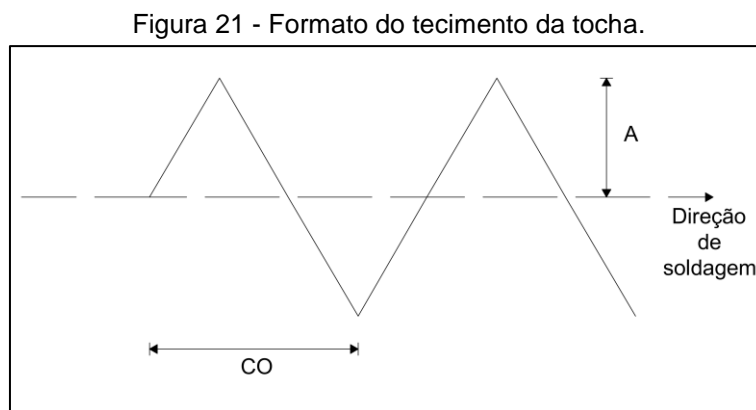 Figura 21 - Formato do tecimento da tocha.
A
Direção
de
soldagem
CO